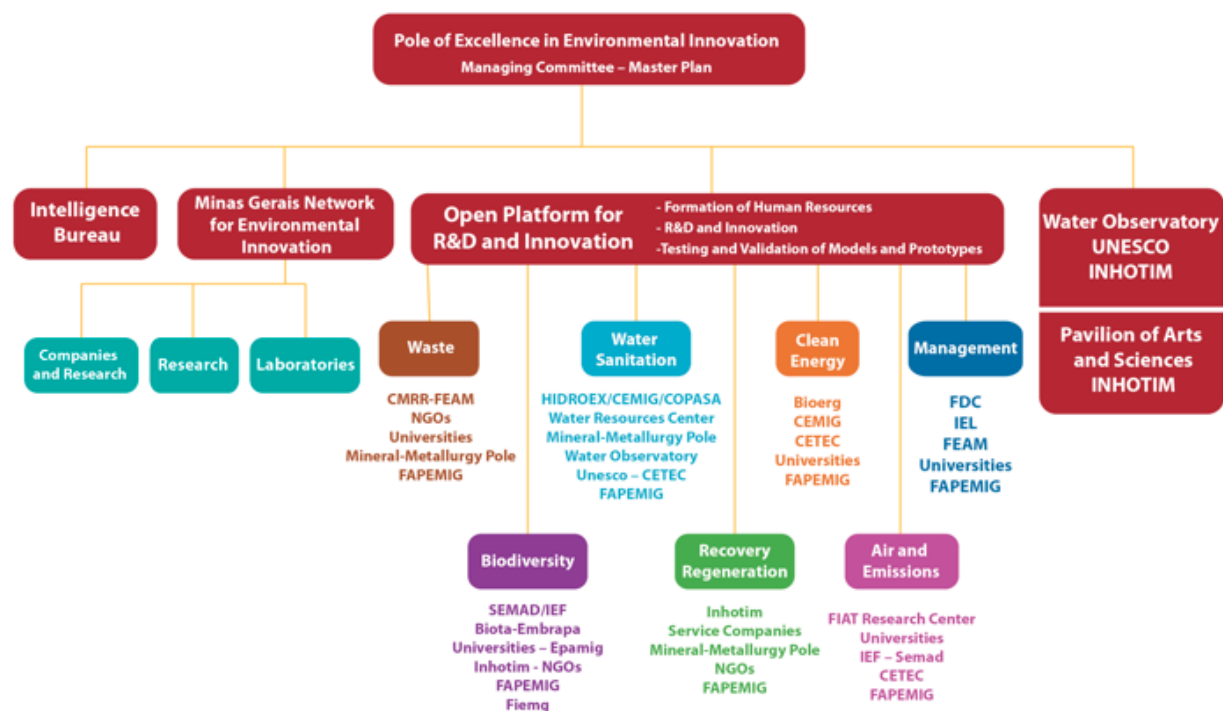 Pole of Excellence in Environmental Innovation
Managing Committee – Master Plan
Intelligence
Bureau
Minas Gerais Network
for Environmental
Innovation
Open Platform for
R&D and Innovation
- Formation of Human Resources
- R&D and Innovation
-Testing and Validation of Models and Prototypes
Water Observatory
UNESCO
INHOTIM
Pavilion of Arts
and Sciences
INHOTIM
Companies
and Research
Research
Laboratories
Waste
CMRR-FEAM
NGOs
Universities
Mineral-Metallurgy Pole
FAPEMIG
Water
Sanitation
HIDROEX/CEMIG/COPASA
Water Resources Center
Mineral-Metallurgy Pole
Water Observatory
Unesco – CETEC
FAPEMIG
Clean
Energy
Bioerg
CEMIG
CETEC
Universities
FAPEMIG
Management
FDC
IEL
FEAM
Universities
FAPEMIG
Biodiversity
SEMAD/IEF
Biota-Embrapa
Universities – Epamig
Inhotim - NGOs
FAPEMIG
Fiemg
Recovery
Regeneration
Inhotim
Service Companies
Mineral-Metallurgy Pole
NGOs
FAPEMIG
Air and
Emissions
FIAT Research Center
Universities
IEF – Semad
CETEC
FAPEMIG